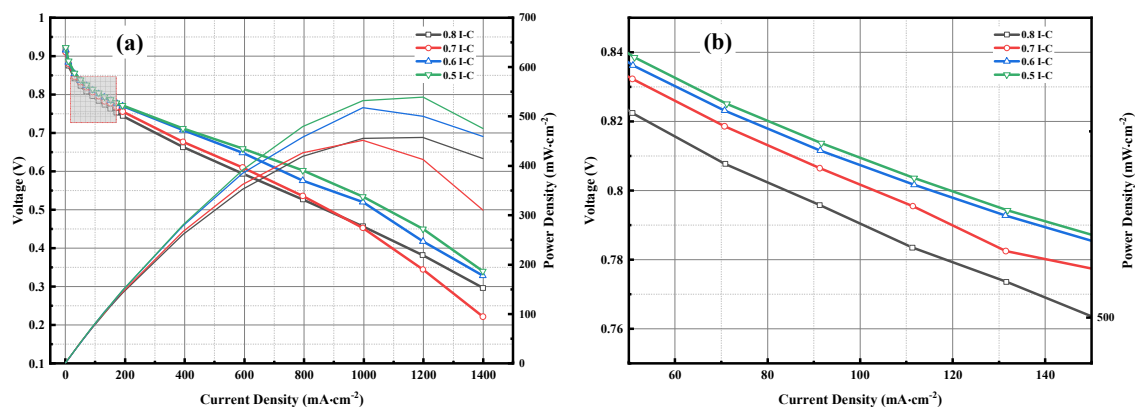 (a)
0.8 I-C
0.7 I-C
0.6 I-C
0.5 I-C
1
0.9
0.8
0.7
0.6
0.5
0.4
0.3
0.2
0.1
Voltage (V)
700
600
500
400
300
200
100
0
Power Density (mW·cm-2)
0 200 400 600 800 1000 1200 1400
Current Density (mA·cm-2)
(b)
0.8 I-C
0.7 I-C
0.6 I-C
0.5 I-C
0.84
0.82
0.8
0.78
0.76
Voltage (V)
500
Power Density (mW·cm-2)
60 80 100 120 140
Current Density (mA·cm-2)